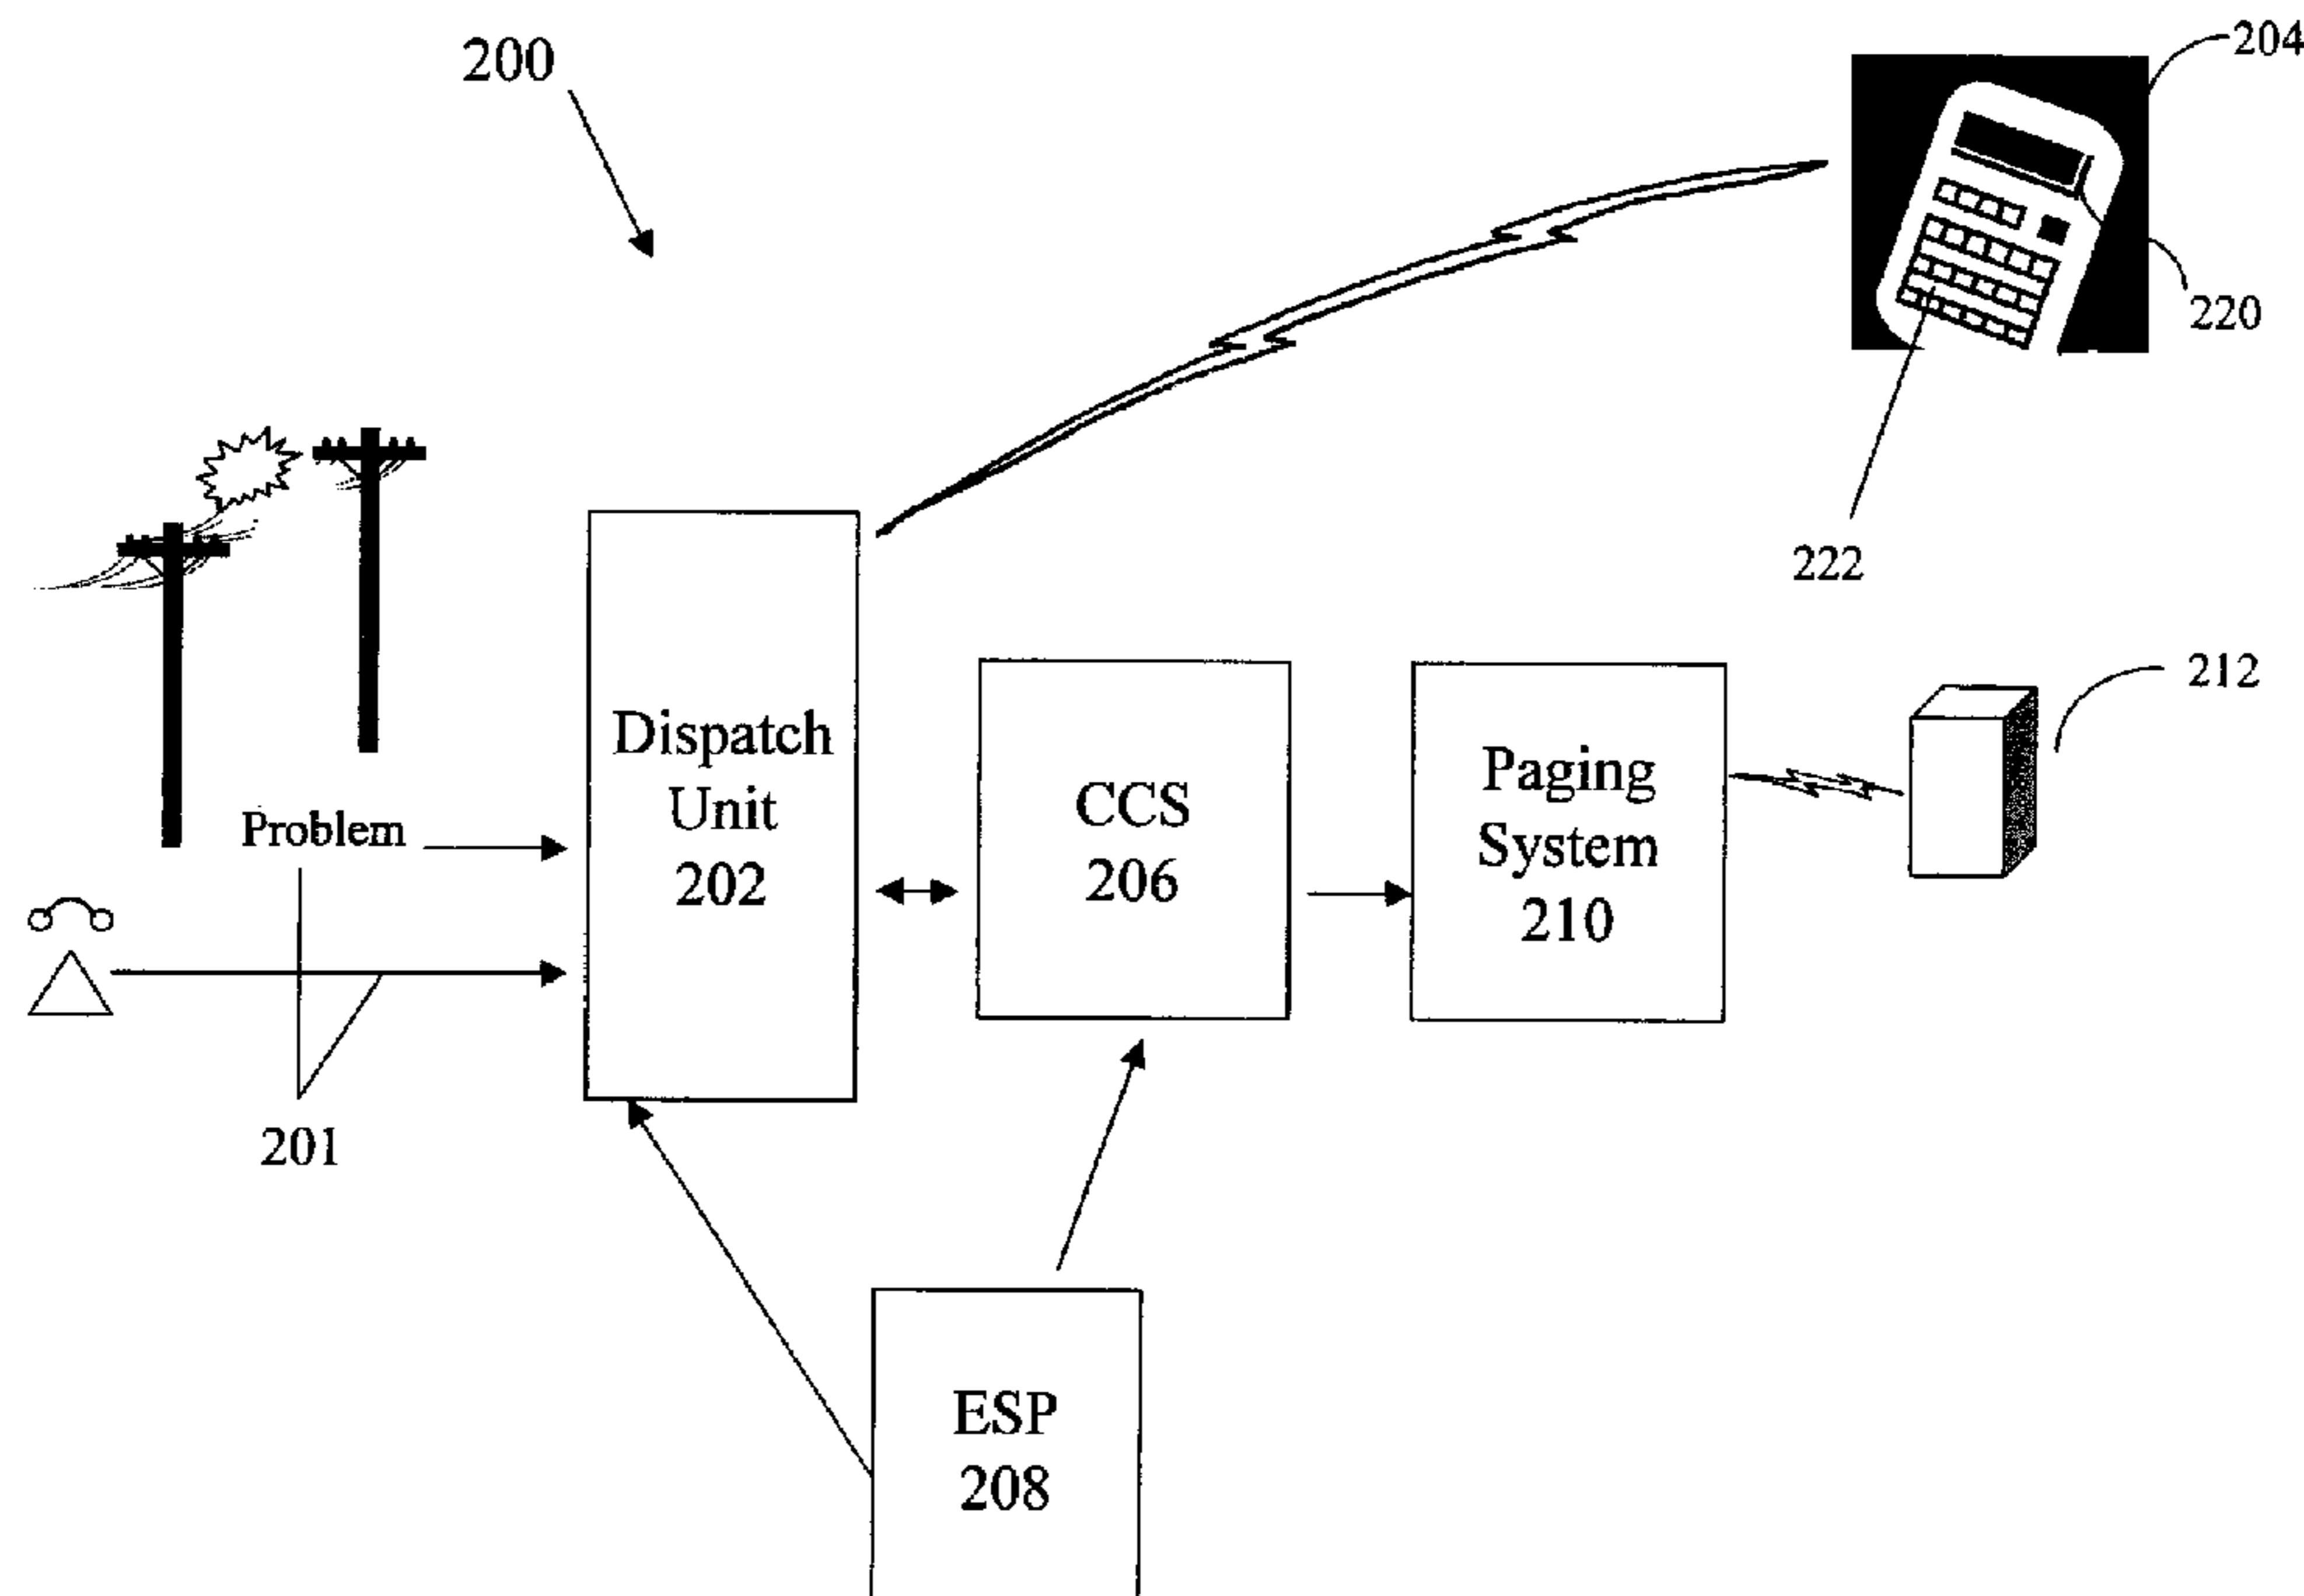 200
204
220
222
212
Dispatch
Unit
202
CCS
206
Paging
System
210
Problem
201
ESP
208